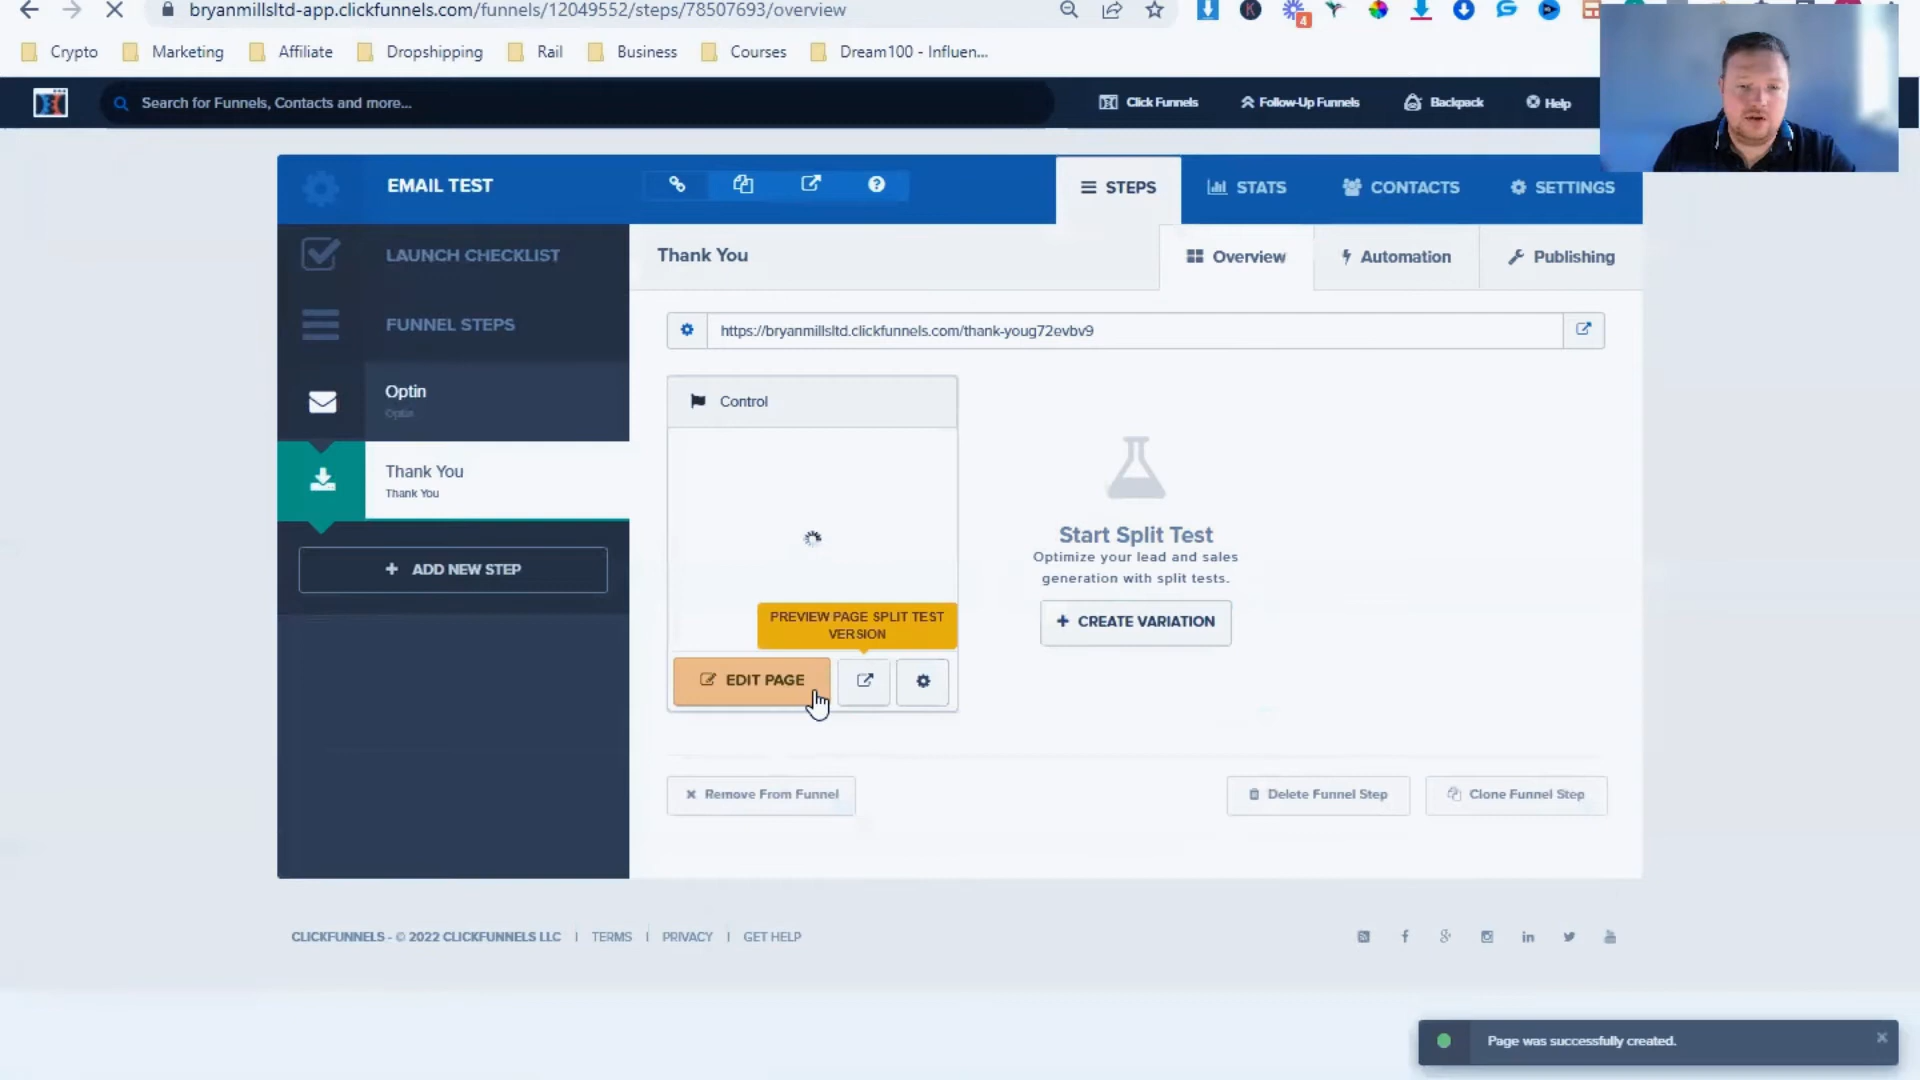 bryanmillsltd-app.clickfunnels.com/funnels/12049552/steps/78507693/overview
4
K
Crypto
Marketing
Affiliate
Dropshipping
Rail
Business
Courses
Dream100 - Influen...
Search for Funnels, Contacts and more...
Click Funnels
Follow-Up Funnels
Backpack
Help
EMAIL TEST
STEPS
STATS
CONTACTS
SETTINGS
LAUNCH CHECKLIST
Thank You
Overview
Automation
Publishing
FUNNEL STEPS
https://bryanmillsltd.clickfunnels.com/thank-youg72evbv9
Optin
Optin
Control
Thank You
Thank You
Start Split Test
Optimize your lead and sales
generation with split tests.
ADD NEW STEP
PREVIEW PAGE SPLIT TEST
VERSION
+ CREATE VARIATION
EDIT PAGE
Remove From Funnel
Delete Funnel Step
Clone Funnel Step
CLICKFUNNELS - © 2022 CLICKFUNNELS LLC | TERMS | PRIVACY | GET HELP
Page was successfully created.